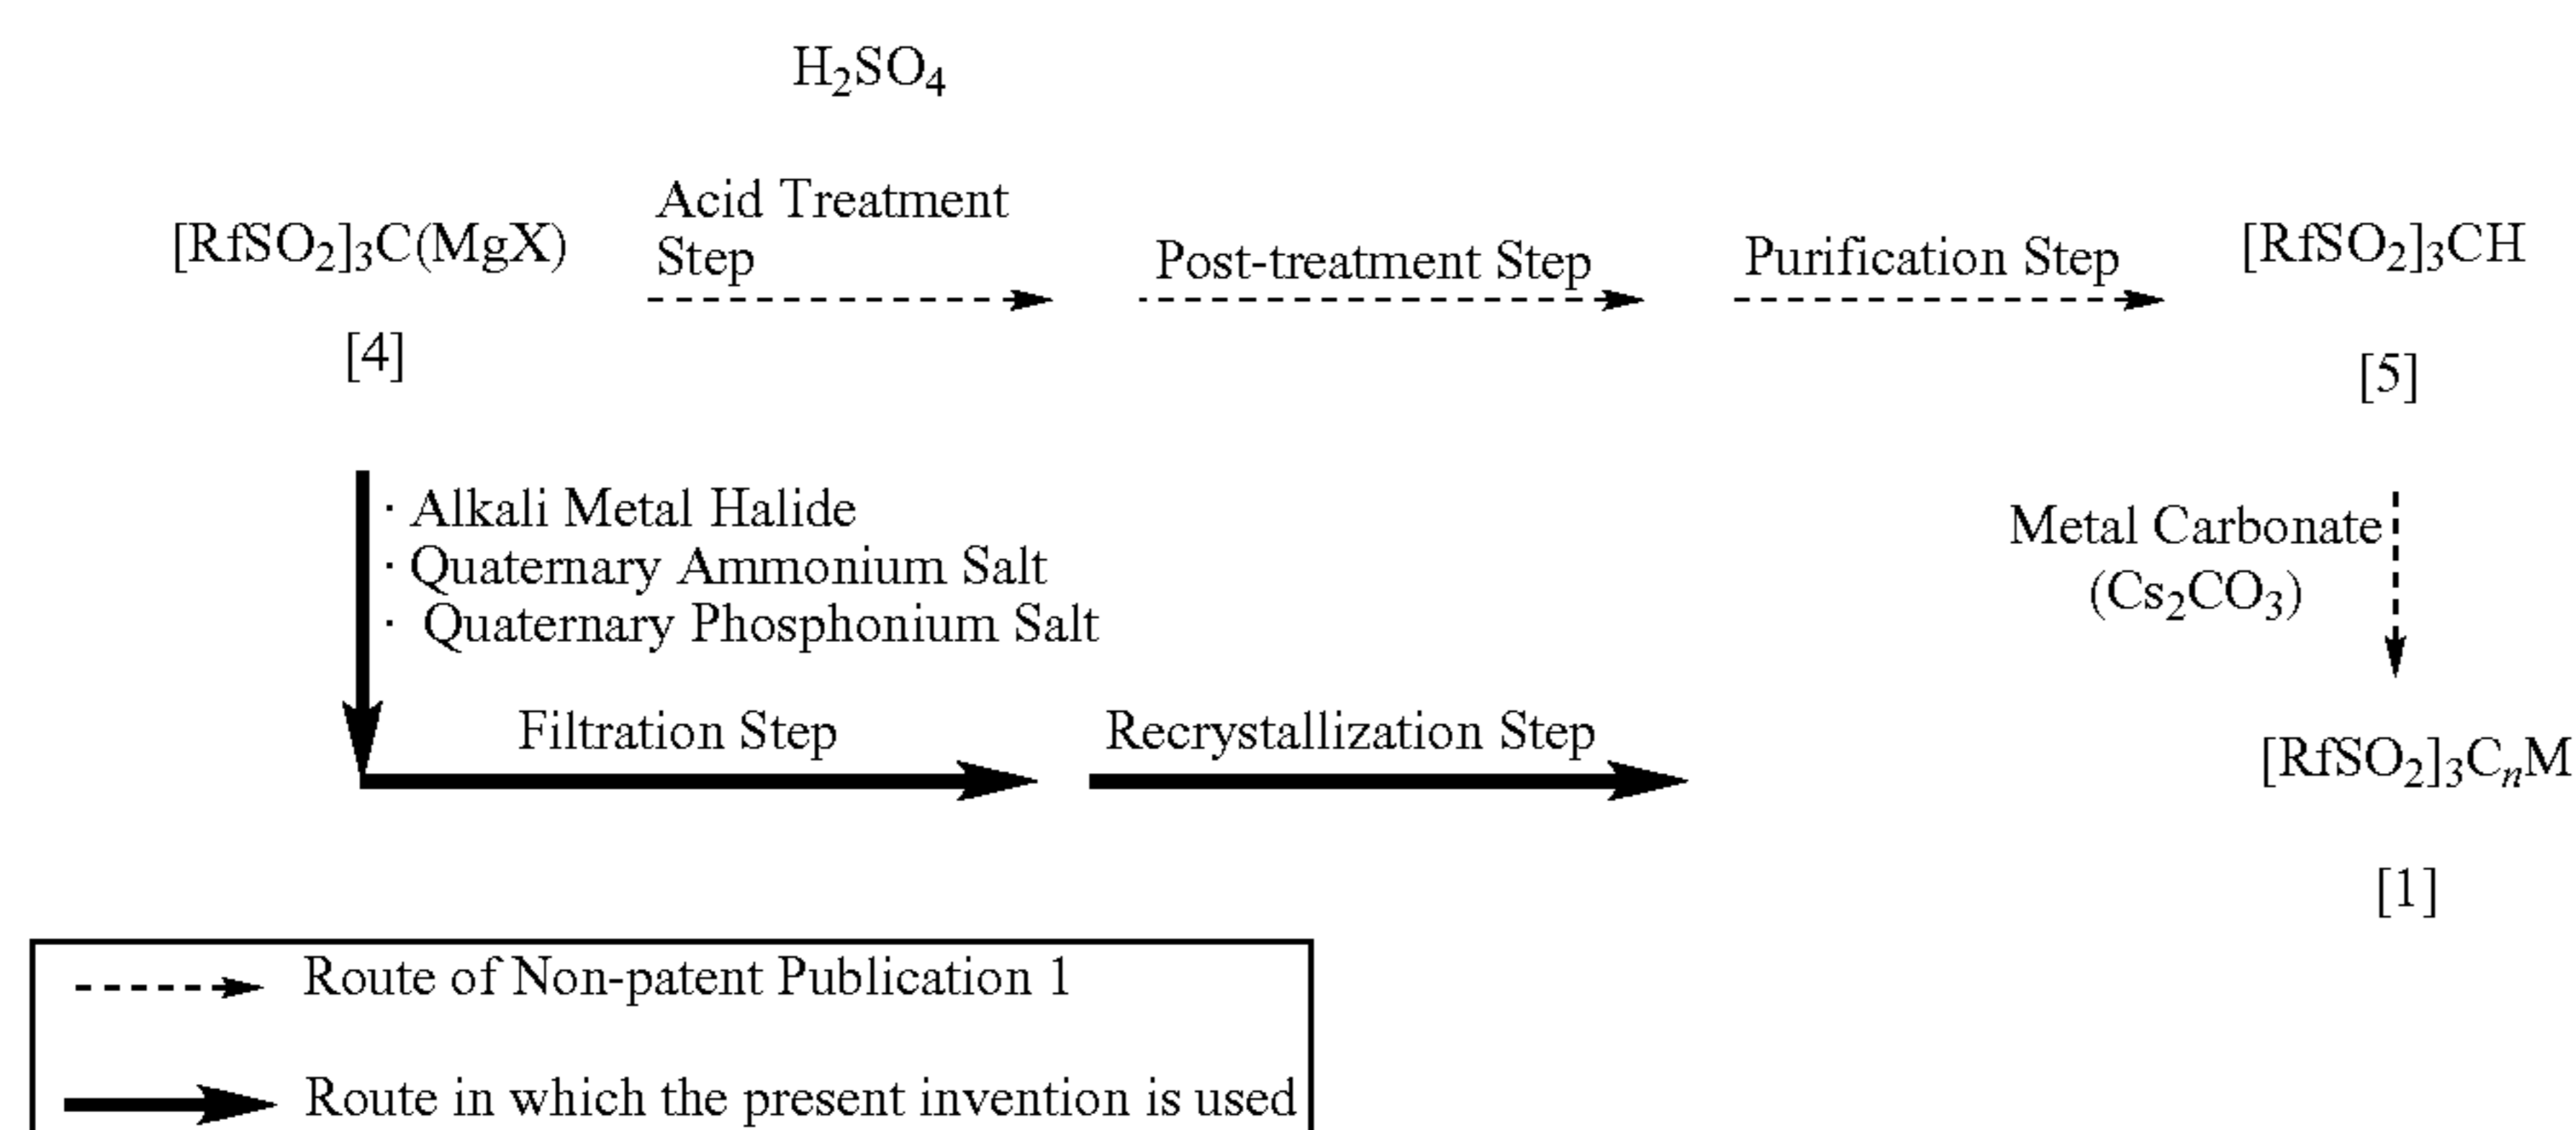 H₂SO₄
Acid Treatment
Step
[RfSO₂]₃C(MgX)
Post-treatment Step
Purification Step
[RfSO₂]₃CH
[4]
[5]
· Alkali Metal Halide
· Quaternary Ammonium Salt
· Quaternary Phosphonium Salt
Metal Carbonate
(Cs₂CO₃)
Filtration Step
Recrystallization Step
[RfSO₂]₃CₙM
[1]
Route of Non-patent Publication 1
Route in which the present invention is used